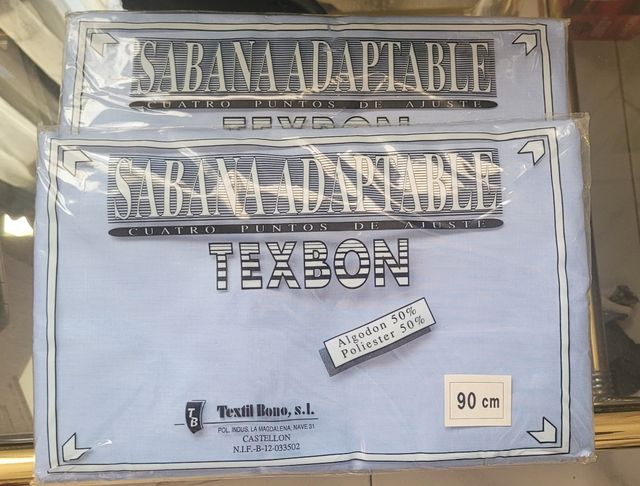 SABANA ADAPTABLE
CUATRO PUNTOS DE AJUSTE
TEXBON
SABANA ADAPTABLE
CUATRO PUNTOS DE AJUSTE
TEXBON
Algodon 50%
Poliester 50%
90 cm
TB
Textil Bono, s.l.
POL. INDUS. LA MAGDALENA, NAVE 31
CASTELLON
N.I.F.-B-12-033502